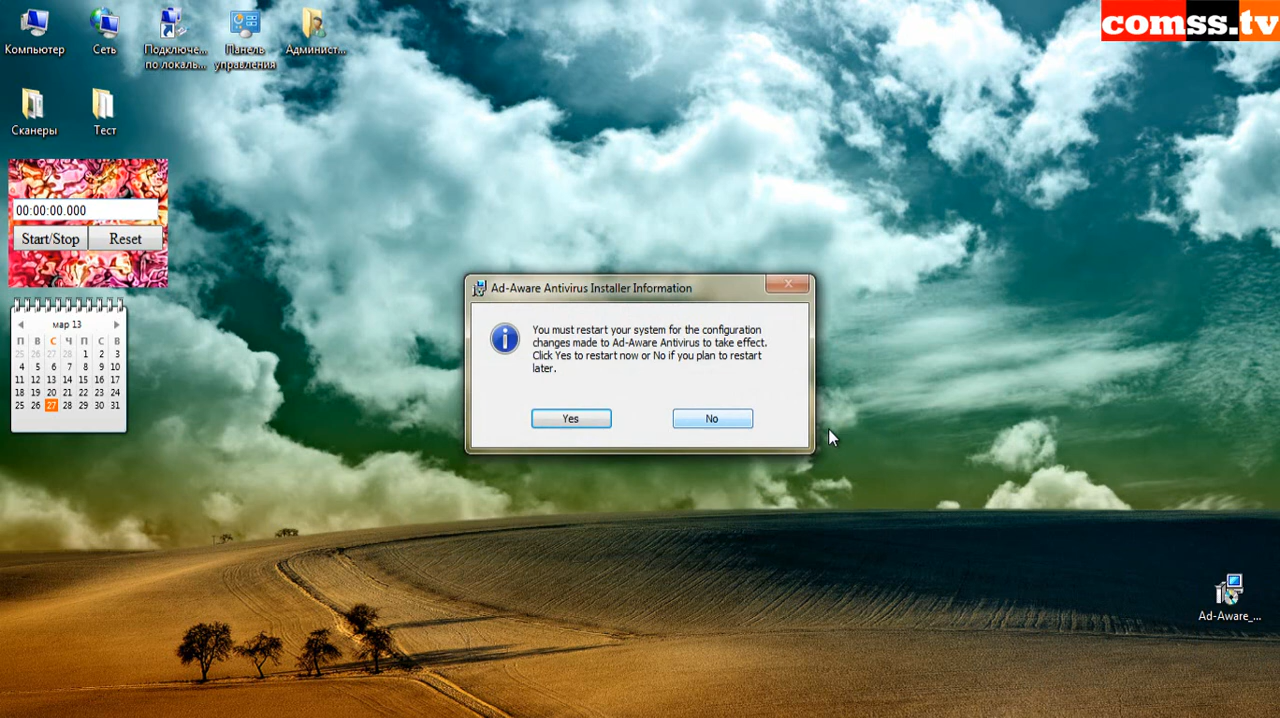 comss.tv
Компьютер
Сеть
Подключе...
по локаль...
Панель
управления
Админист...
Сканеры
Тест
00:00:00.000
Start/Stop
Reset
мар 13
П В С Ч П С В
25 26 27 28 1 2 3
4 5 6 7 8 9 10
11 12 13 14 15 16 17
18 19 20 21 22 23 24
25 26 27 28 29 30 31
Ad-Aware Antivirus Installer Information
You must restart your system for the configuration
changes made to Ad-Aware Antivirus to take effect.
Click Yes to restart now or No if you plan to restart
later.
Yes
No
Ad-Aware_...